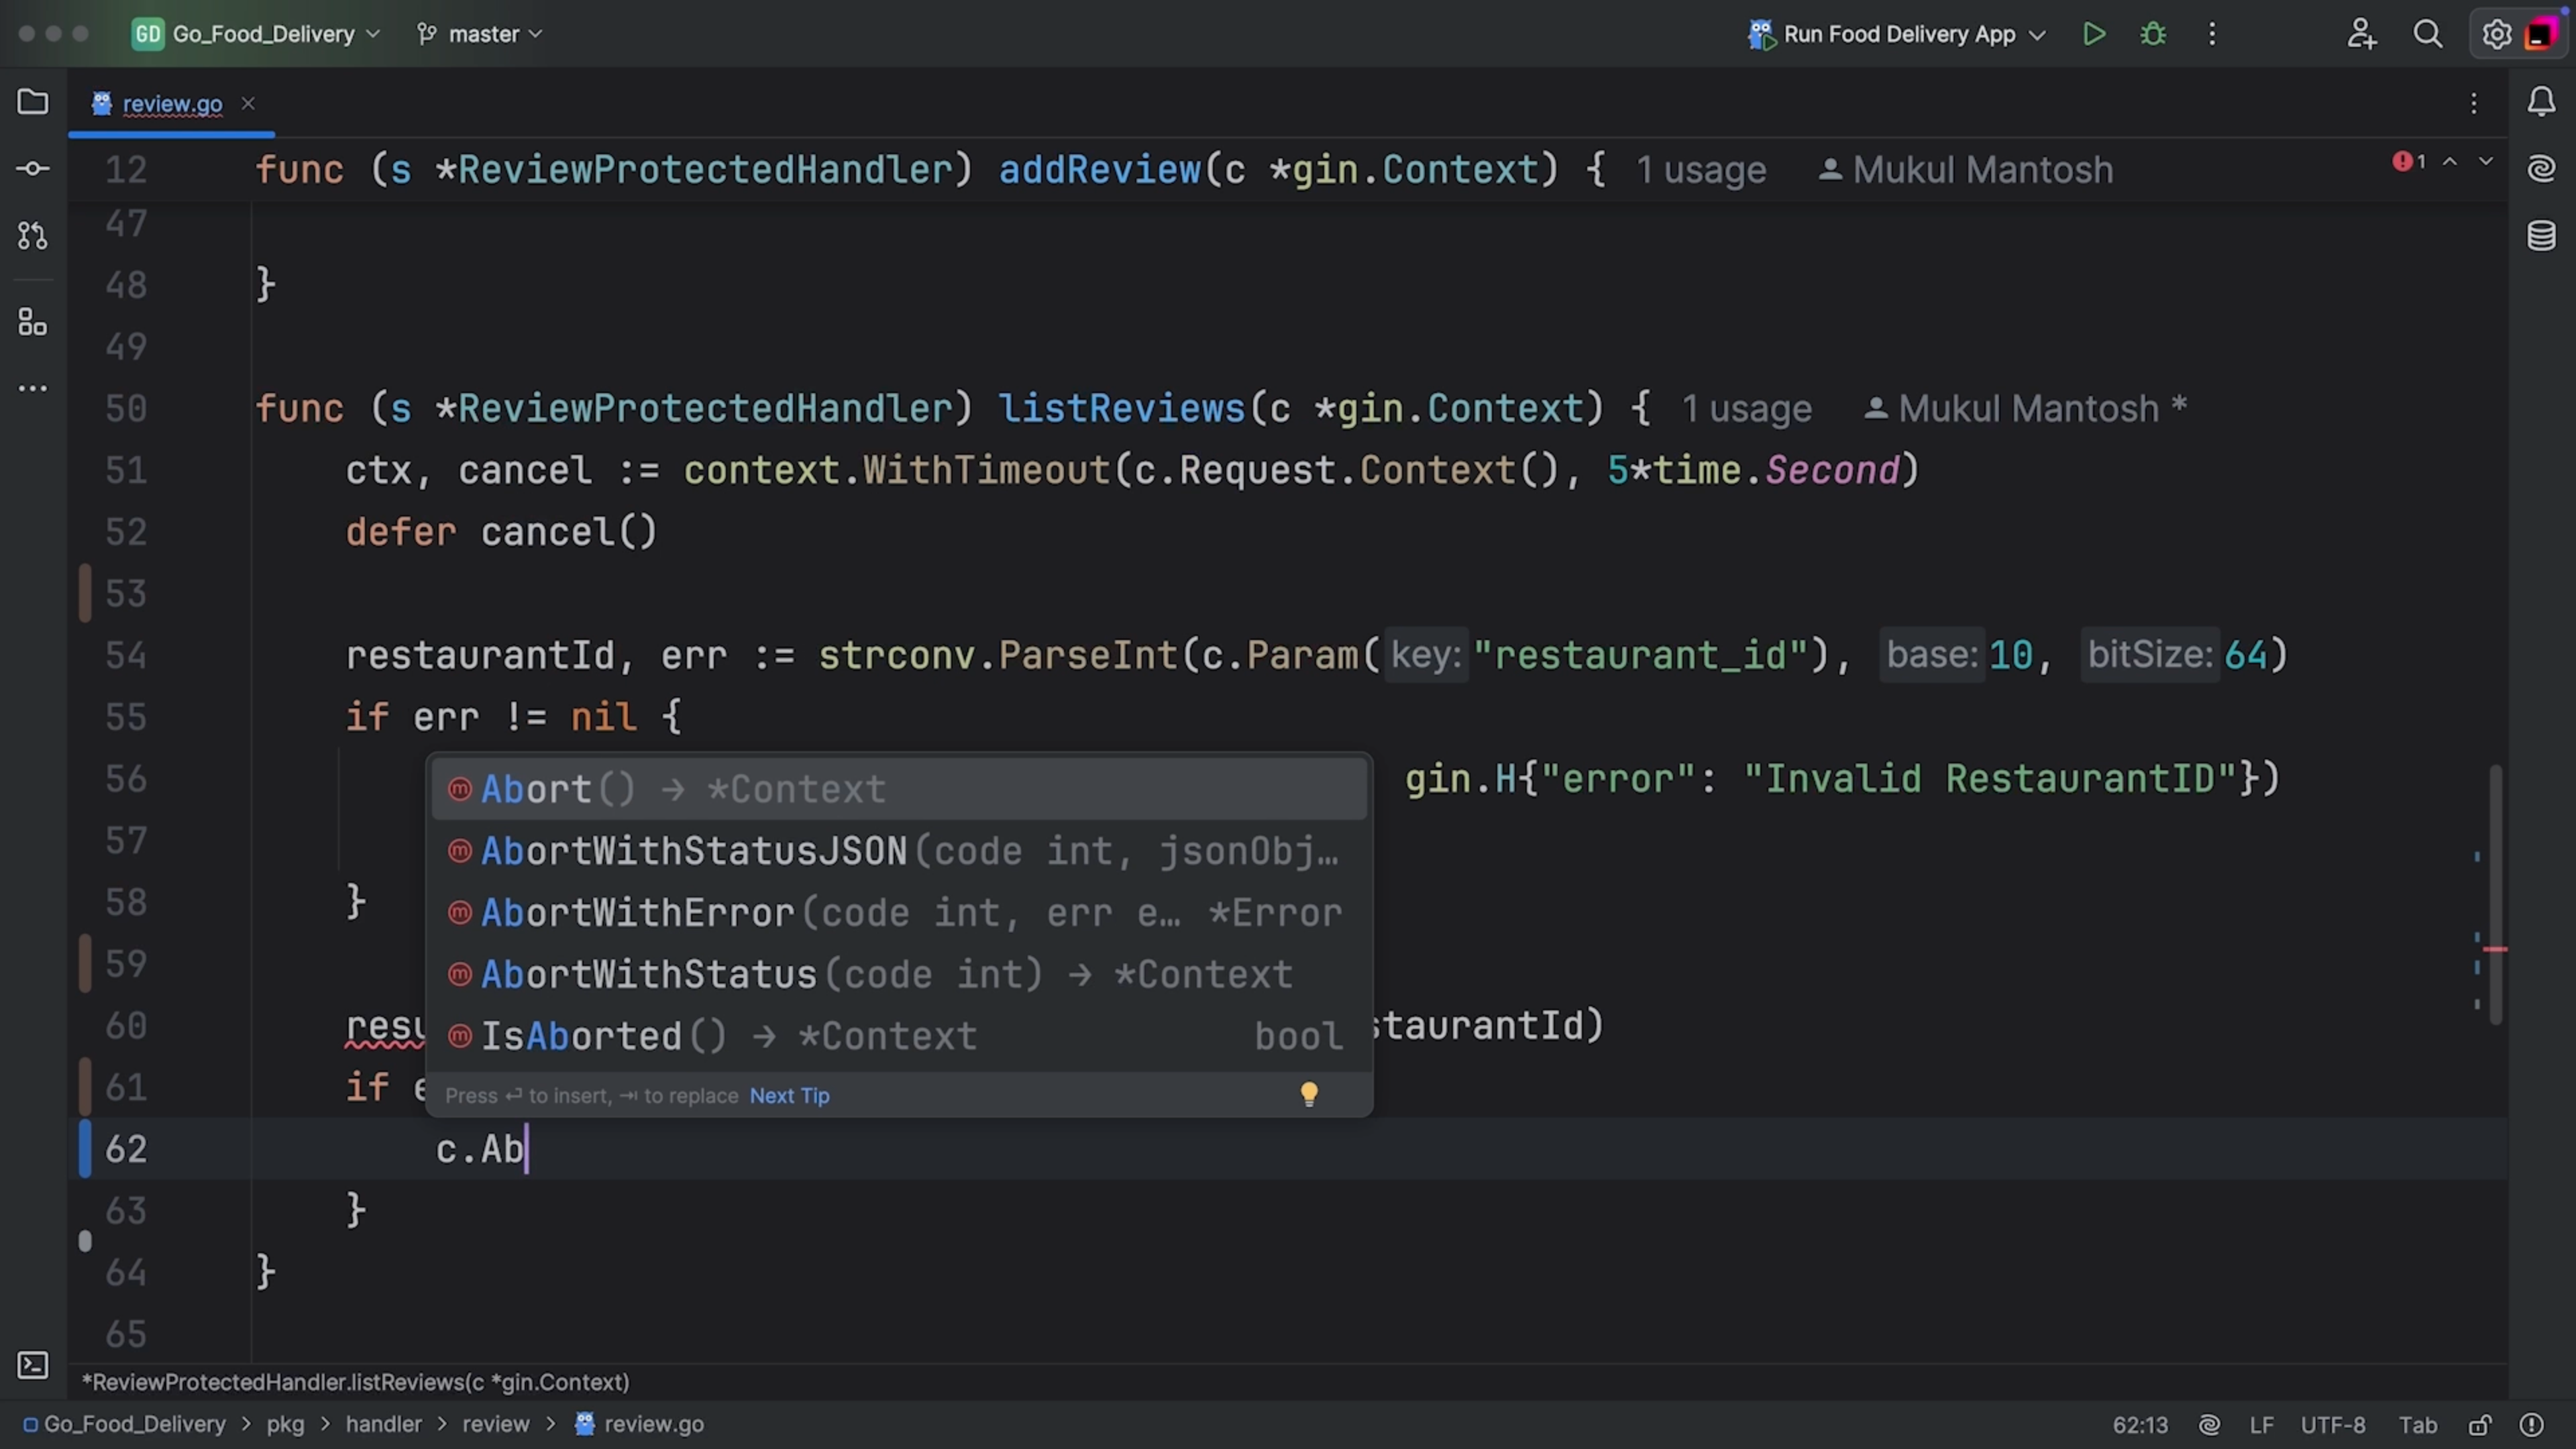 GD Go_Food_Delivery master Run Food Delivery App
review.go
12 func (s *ReviewProtectedHandler) addReview(c *gin.Context) { 1 usage Mukul Mantosh 1
47
48 }
49
50 func (s *ReviewProtectedHandler) listReviews(c *gin.Context) { 1 usage Mukul Mantosh *
51 ctx, cancel := context.WithTimeout(c.Request.Context(), 5*time.Second)
52 defer cancel()
53
54 restaurantId, err := strconv.ParseInt(c.Param( key: "restaurant_id"), base: 10, bitSize: 64)
55 if err != nil {
56 gin.H{"error": "Invalid RestaurantID"})
57
58 }
59
60 resu staurantId)
61 if e
Abort() → *Context
AbortWithStatusJSON(code int, jsonObj…
AbortWithError(code int, err e… *Error
AbortWithStatus(code int) → *Context
IsAborted() → *Context bool
Press ⏎ to insert, ⇥ to replace Next Tip
62 c.Ab
63 }
64 }
65
*ReviewProtectedHandler.listReviews(c *gin.Context)
Go_Food_Delivery > pkg > handler > review > review.go 62:13 LF UTF-8 Tab